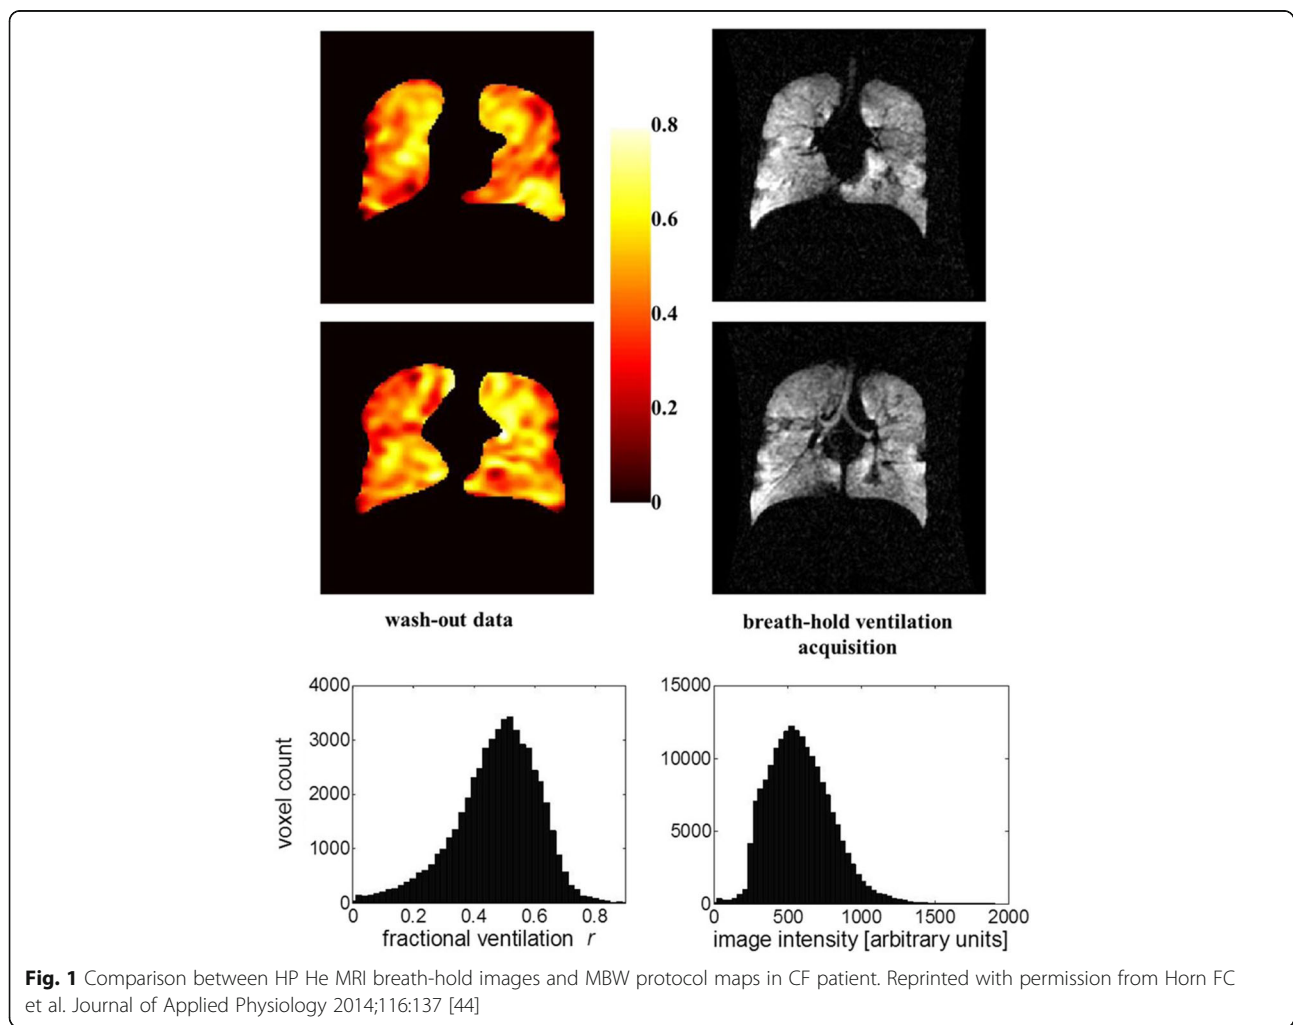 0.8
0.6
0.4
0.2
0
wash-out data
breath-hold ventilation
acquisition
4000
3000
2000
1000
0
voxel count
0 0.2 0.4 0.6 0.8
fractional ventilation r
15000
10000
5000
0
0 500 1000 1500 2000
image intensity [arbitrary units]
Fig. 1 Comparison between HP He MRI breath-hold images and MBW protocol maps in CF patient. Reprinted with permission from Horn FC
et al. Journal of Applied Physiology 2014;116:137 [44]